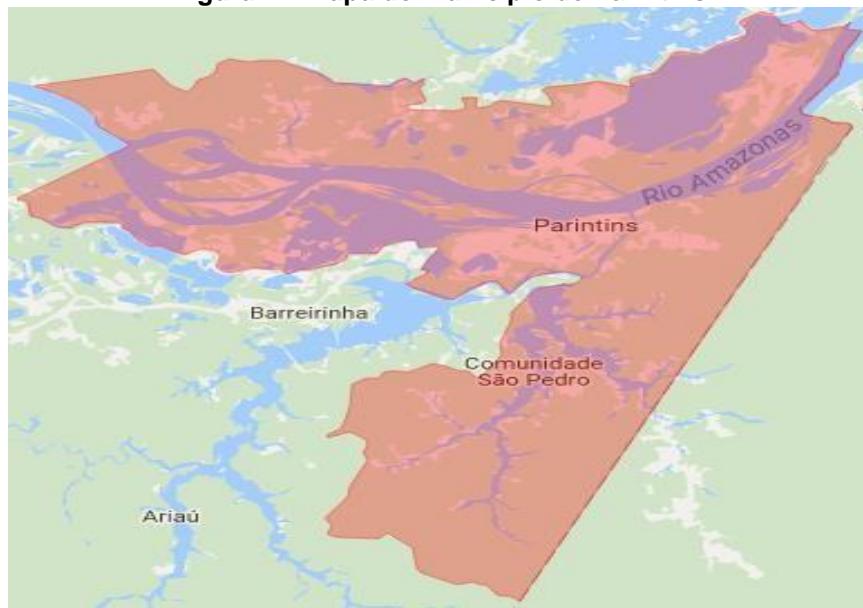 Rio Amazonas
Parintins
Barreirinha
Comunidade
São Pedro
Ariaú